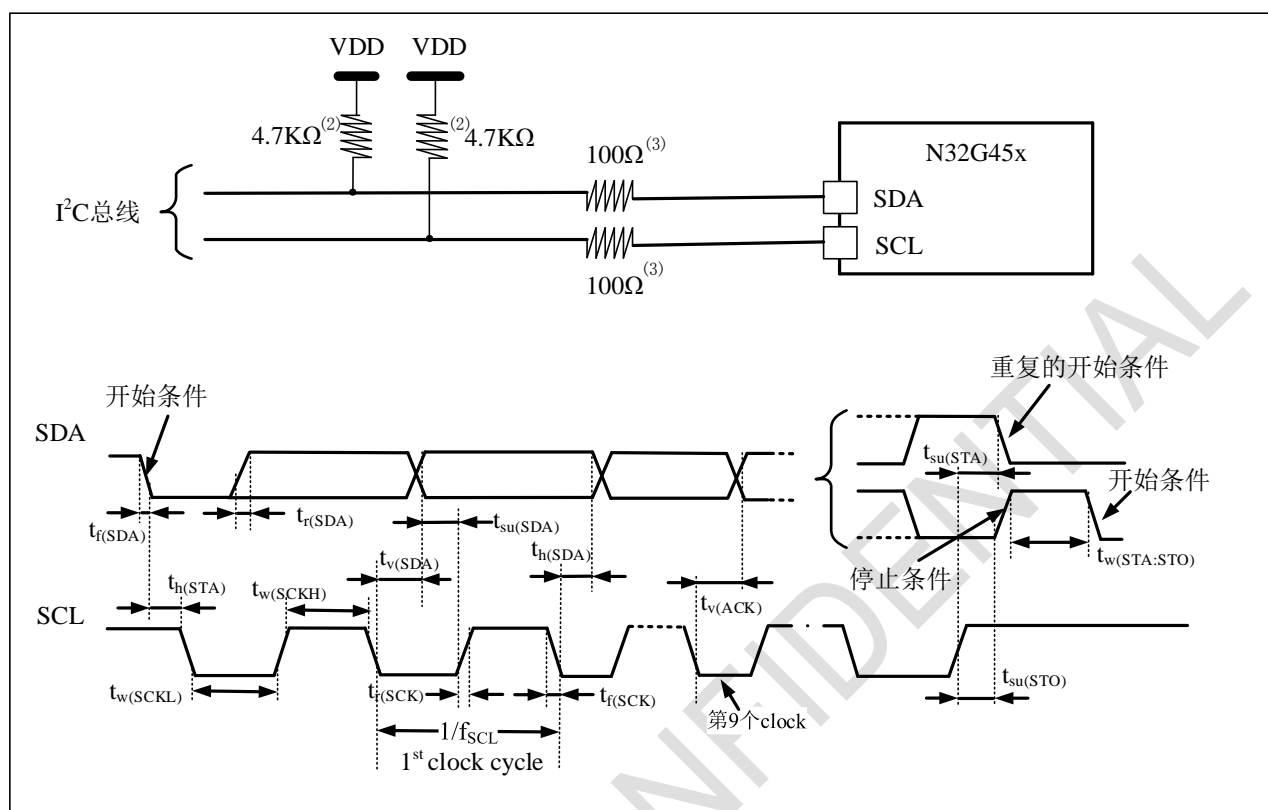 VDD VDD
4.7KΩ(2) (2)4.7KΩ
100Ω(3)
N32G45x
I²C总线
SDA
SCL
100Ω(3)
重复的开始条件
开始条件
SDA
tsu(STA)
开始条件
tf(SDA)
tr(SDA)
tsu(SDA)
tv(SDA)
th(SDA)
tw(STA:STO)
停止条件
th(STA)
tw(SCKH)
tv(ACK)
SCL
tw(SCKL)
tr(SCK)
tf(SCK)
tsu(STO)
第9个clock
1/fSCL
1st clock cycle
NFIDENTIAL